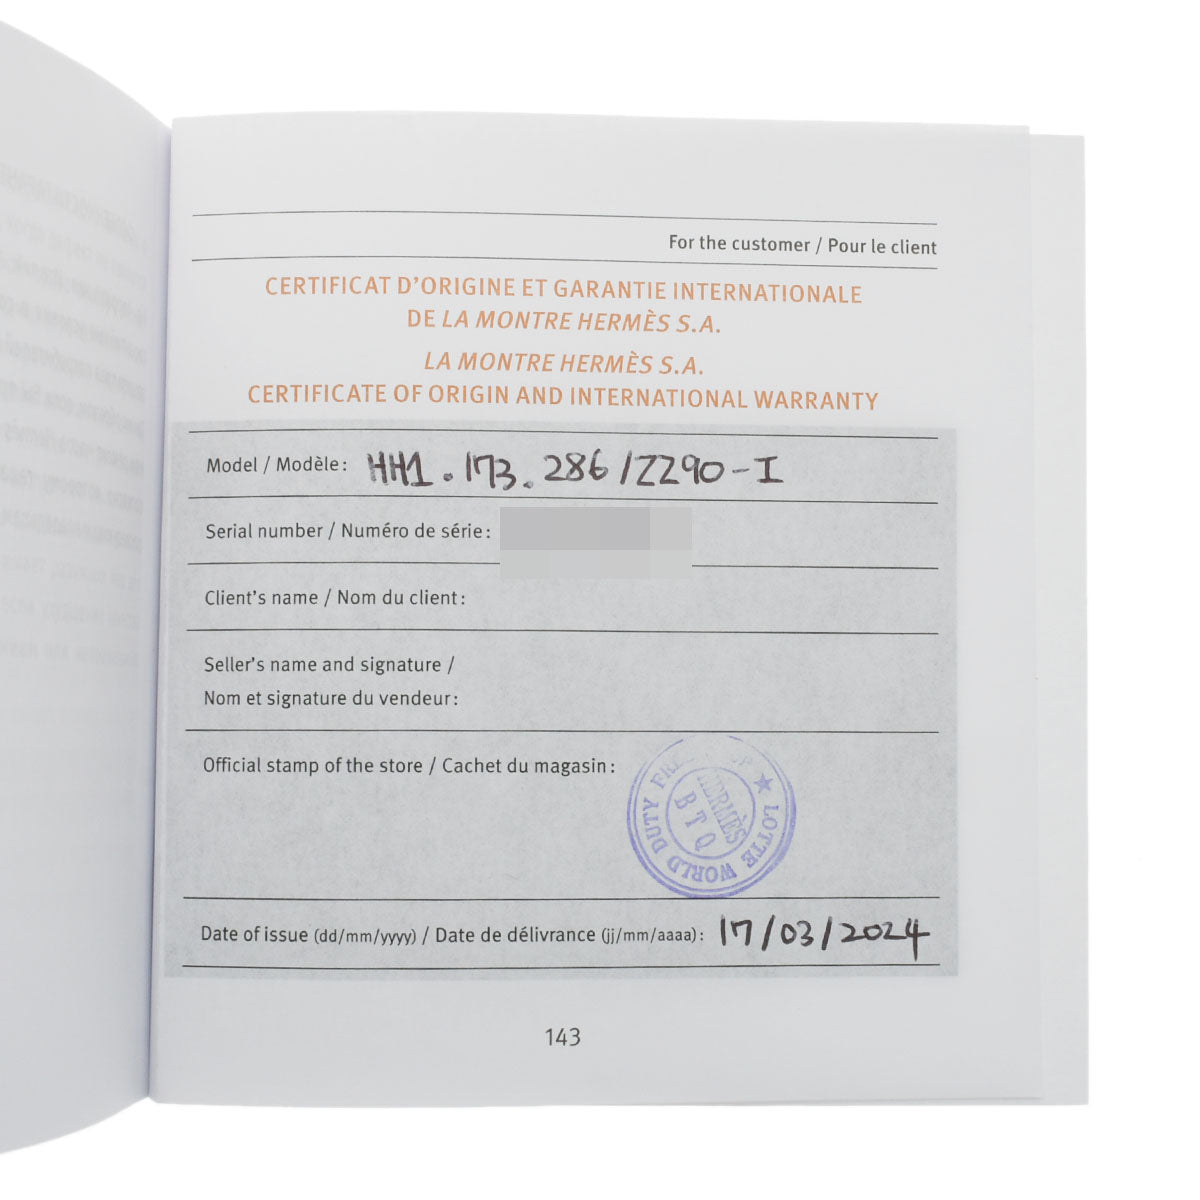 For the customer / Pour le client
CERTIFICAT D'ORIGINE ET GARANTIE INTERNATIONALE
DE LA MONTRE HERMÈS S.A.
LA MONTRE HERMÈS S.A.
CERTIFICATE OF ORIGIN AND INTERNATIONAL WARRANTY
Model / Modèle: HH1.173.286/ZZ90-I
Serial number / Numéro de série:
Client's name / Nom du client:
Seller's name and signature /
Nom et signature du vendeur:
Official stamp of the store / Cachet du magasin:
LOTTE WORLD DUTY
HERMÈS
BTQ
Date of issue (dd/mm/yyyy) / Date de délivrance (jj/mm/aaaa): 17/03/2024
143